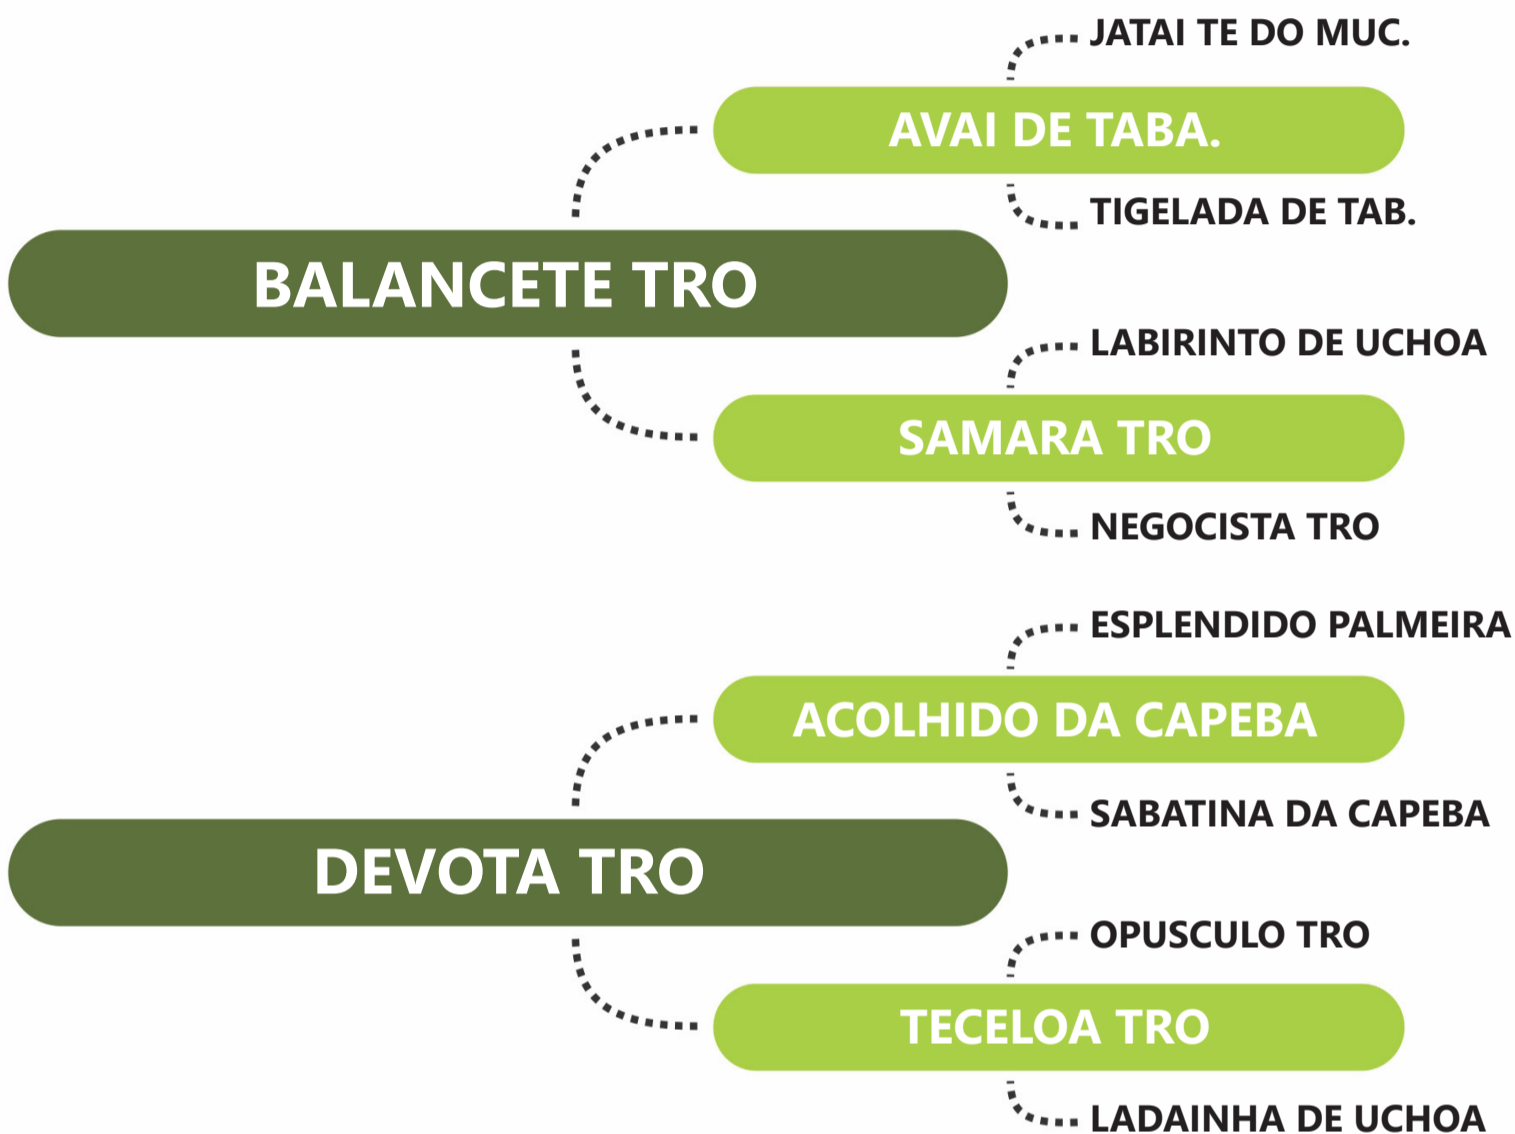 JATAI TE DO MUC.
AVAI DE TABA.
TIGELADA DE TAB.
BALANCETE TRO
LABIRINTO DE UCHOA
SAMARA TRO
NEGOCISTA TRO
ESPLENDIDO PALMEIRA
ACOLHIDO DA CAPEBA
SABATINA DA CAPEBA
DEVOTA TRO
OPUSCULO TRO
TECELOA TRO
LADAINHA DE UCHOA